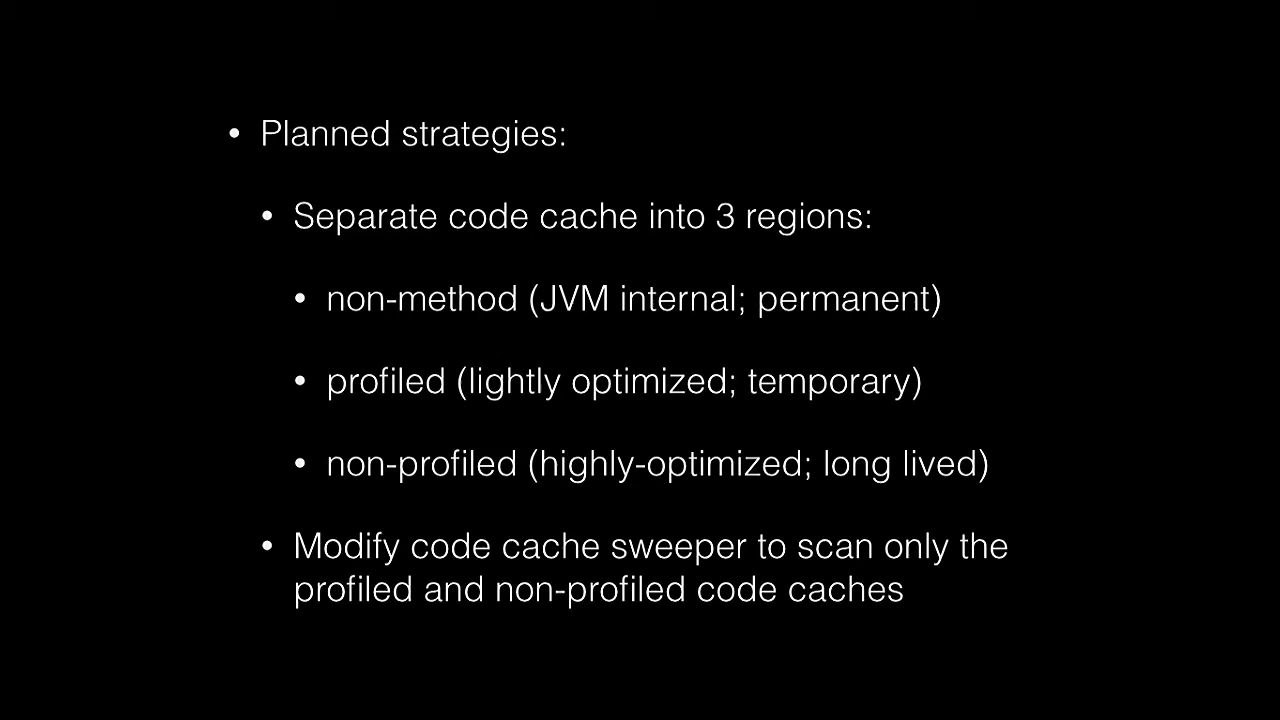 • Planned strategies:
• Separate code cache into 3 regions:
• non-method (JVM internal; permanent)
• profiled (lightly optimized; temporary)
• non-profiled (highly-optimized; long lived)
• Modify code cache sweeper to scan only the
profiled and non-profiled code caches